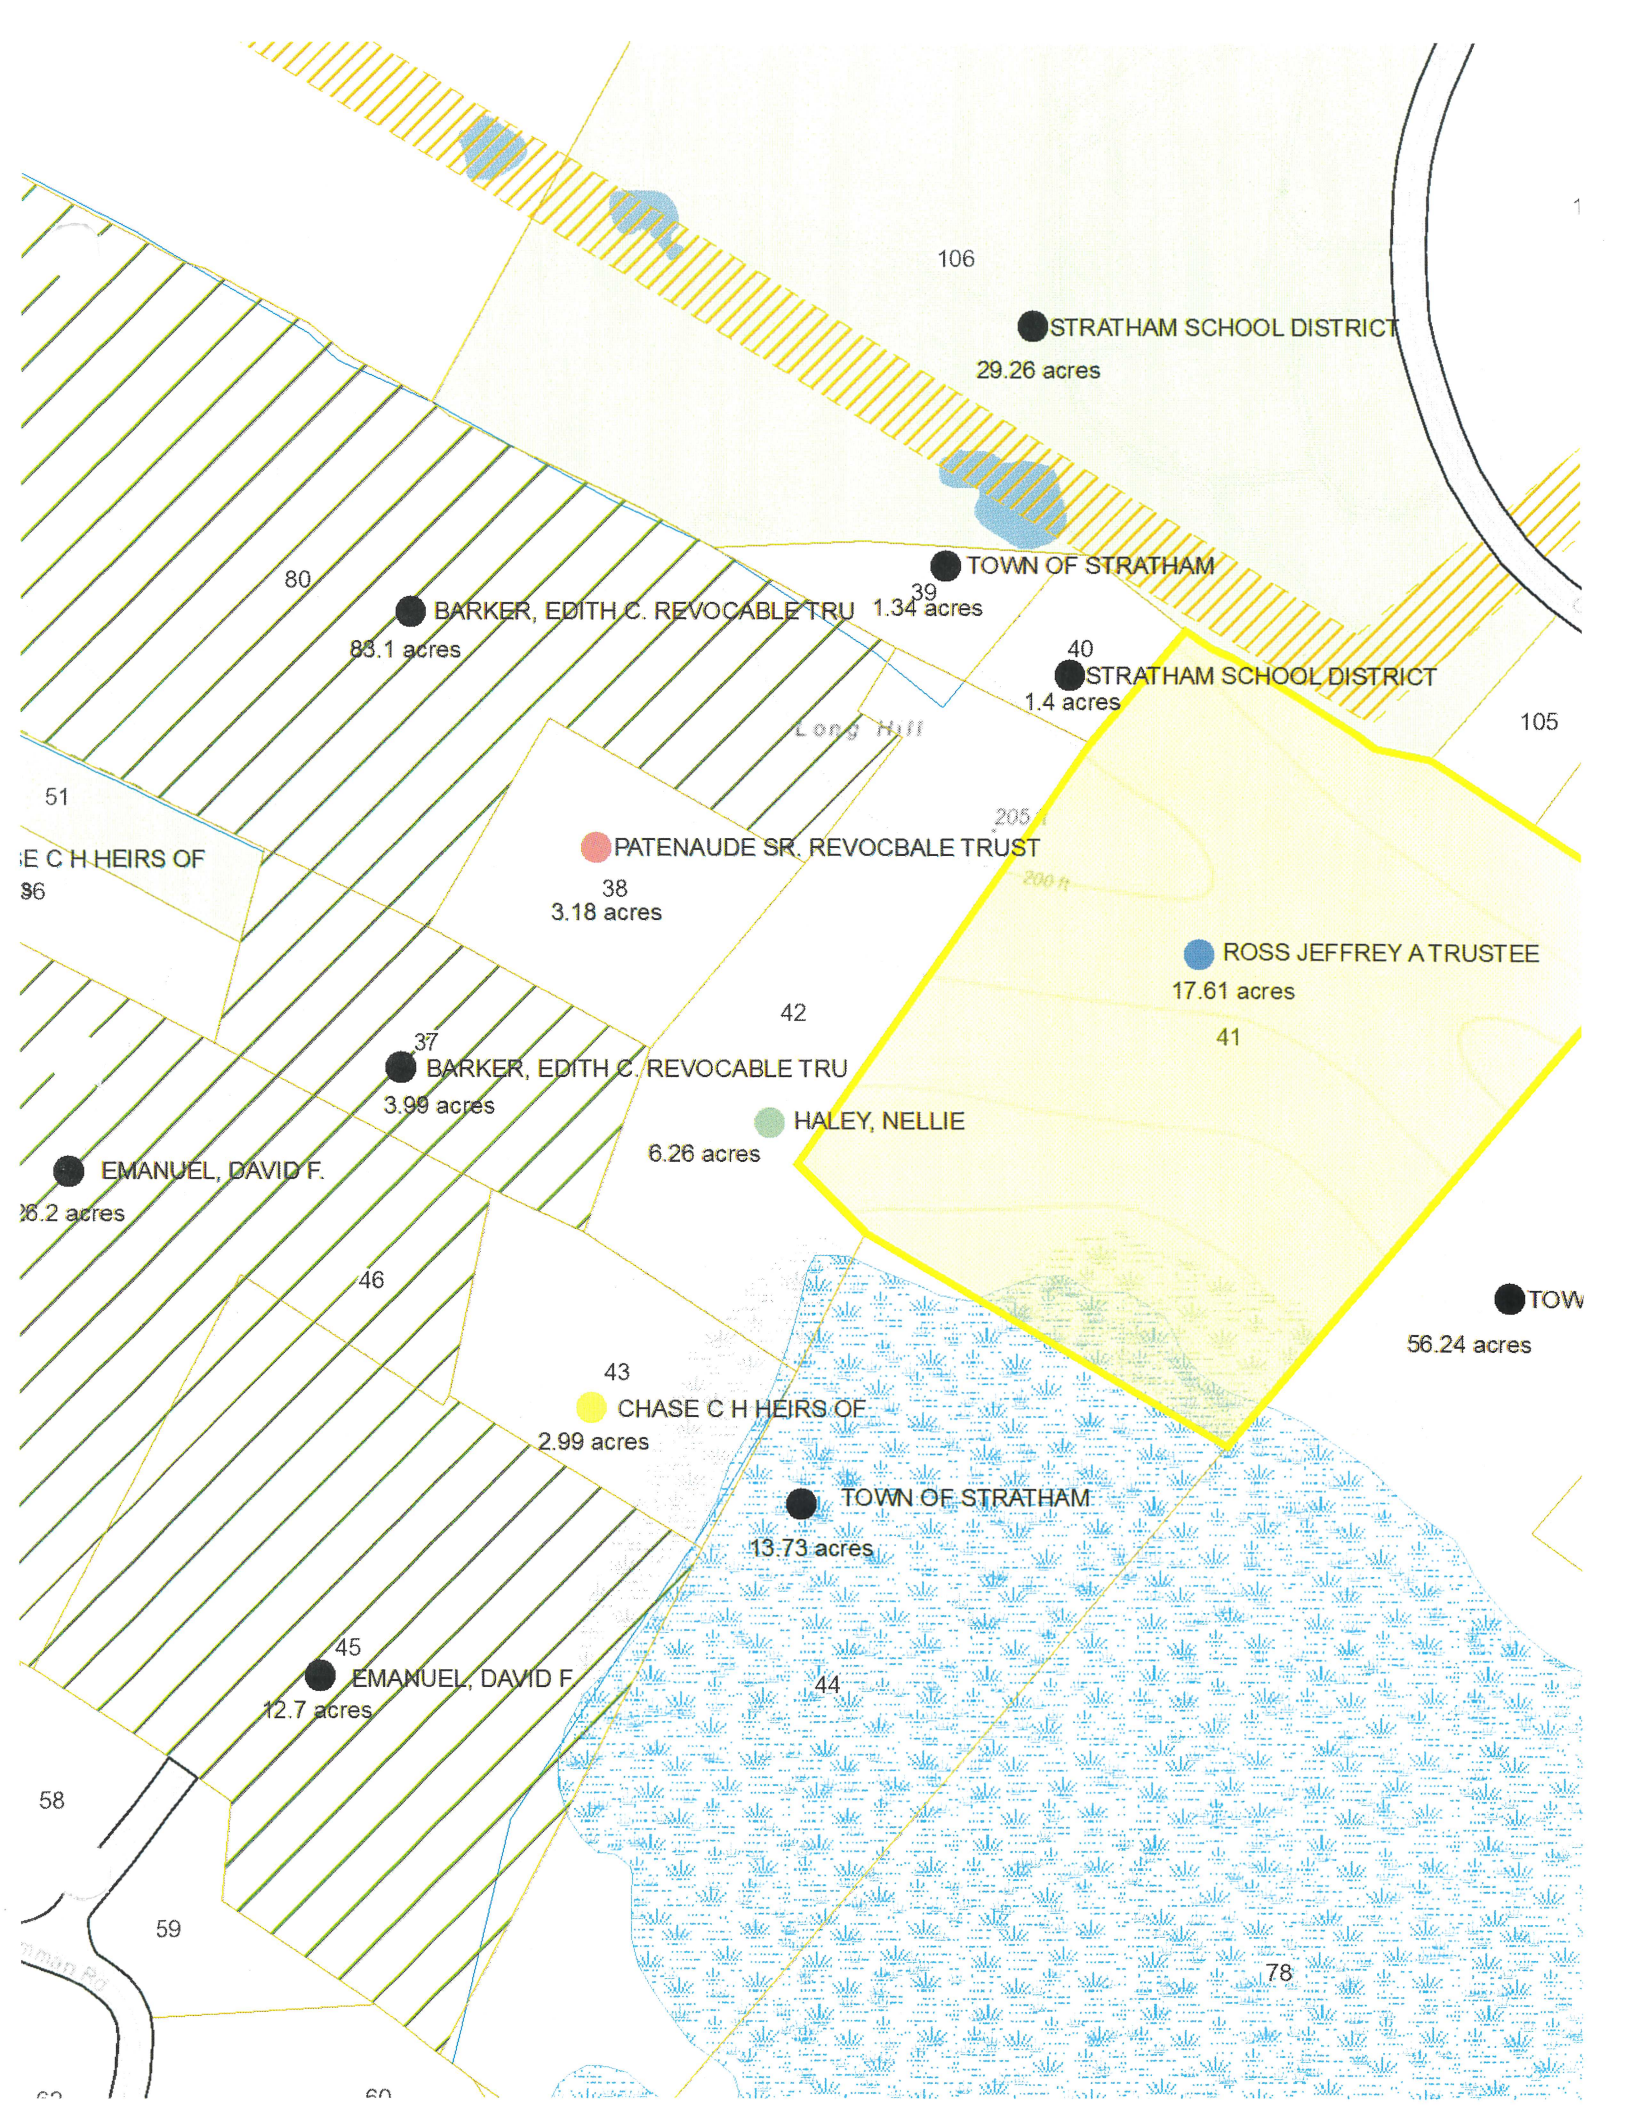 106
STRATHAM SCHOOL DISTRICT
29.26 acres
TOWN OF STRATHAM
39
1.34 acres
80
BARKER, EDITH C. REVOCABLE TRU
83.1 acres
40
STRATHAM SCHOOL DISTRICT
1.4 acres
105
Long Hill
51
205 ft
PATENAUDE SR. REVOCBALE TRUST
E C H HEIRS OF
200 ft
38
3.18 acres
ROSS JEFFREY A TRUSTEE
17.61 acres
42
41
37
BARKER, EDITH C. REVOCABLE TRU
3.99 acres
HALEY, NELLIE
6.26 acres
EMANUEL, DAVID F.
6.2 acres
46
TOW
56.24 acres
43
CHASE C H HEIRS OF
2.99 acres
TOWN OF STRATHAM
13.73 acres
45
EMANUEL, DAVID F
12.7 acres
44
58
59
mman Rd
78